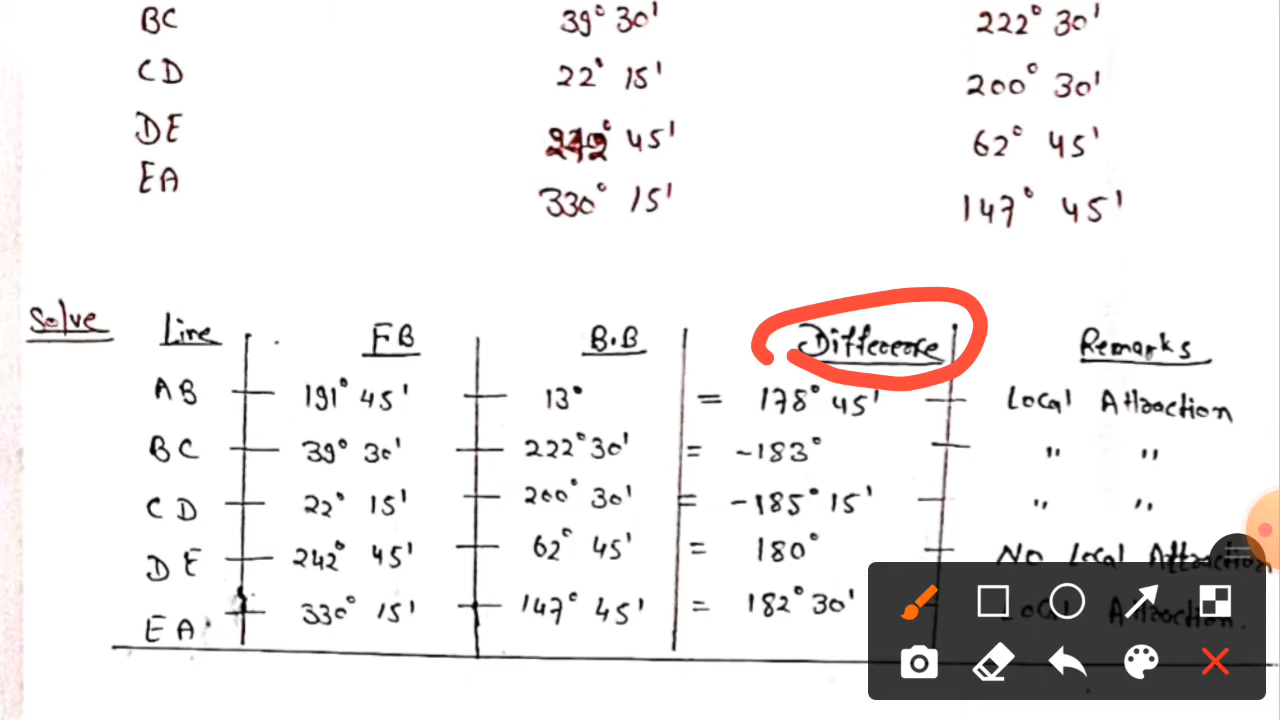 BC 39° 30' 222° 30'
CD 22° 15' 200° 30'
DE 242° 45' 62° 45'
EA 330° 15' 147° 45'
Solve Line FB B.B Difference Remarks
AB 191° 45' 13° = 178° 45' Local Attraction
BC 39° 30' 222° 30' = -183° " "
CD 22° 15' 200° 30' = -185° 15' " "
DE 242° 45' 62° 45' = 180° No Local Attraction
EA 330° 15' 147° 45' = 182° 30' Local Attraction.